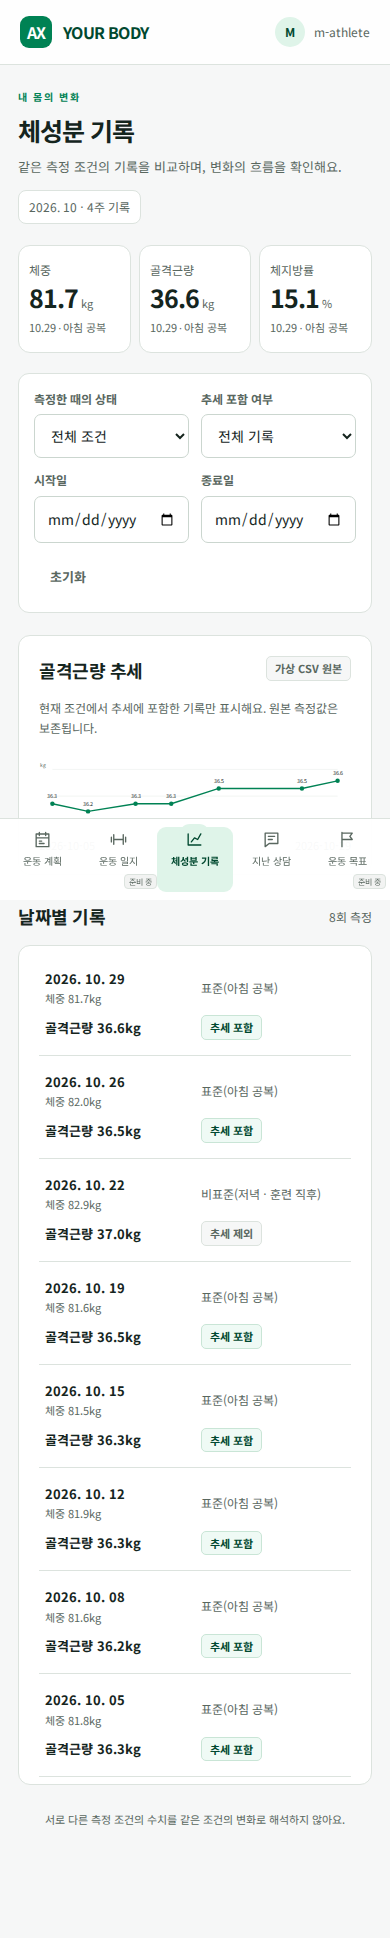 AX YOUR BODY
M m-athlete
내 몸의 변화
체성분 기록
같은 측정 조건의 기록을 비교하며, 변화의 흐름을 확인해요.
2026. 10 · 4주 기록
체중 골격근량 체지방률
81.7 kg 36.6 kg 15.1 %
10.29 · 아침 공복 10.29 · 아침 공복 10.29 · 아침 공복
측정한 때의 상태 추세 포함 여부
전체 조건 전체 기록
시작일 종료일
mm/dd/yyyy mm/dd/yyyy
초기화
골격근량 추세 가상 CSV 원본
현재 조건에서 추세에 포함한 기록만 표시해요. 원본 측정값은
보존됩니다.
kg
36.3 36.2 36.3 36.3 36.5 36.5 36.6
운동 계획 운동 일지 체성분 기록 지난 상담 운동 목표
준비 중 준비 중
날짜별 기록 8회 측정
2026. 10. 29
체중 81.7kg
골격근량 36.6kg
표준(아침 공복)
추세 포함
2026. 10. 26
체중 82.0kg
골격근량 36.5kg
표준(아침 공복)
추세 포함
2026. 10. 22
체중 82.9kg
골격근량 37.0kg
비표준(저녁 · 훈련 직후)
추세 제외
2026. 10. 19
체중 81.6kg
골격근량 36.5kg
표준(아침 공복)
추세 포함
2026. 10. 15
체중 81.5kg
골격근량 36.3kg
표준(아침 공복)
추세 포함
2026. 10. 12
체중 81.9kg
골격근량 36.3kg
표준(아침 공복)
추세 포함
2026. 10. 08
체중 81.6kg
골격근량 36.2kg
표준(아침 공복)
추세 포함
2026. 10. 05
체중 81.8kg
골격근량 36.3kg
표준(아침 공복)
추세 포함
서로 다른 측정 조건의 수치를 같은 조건의 변화로 해석하지 않아요.